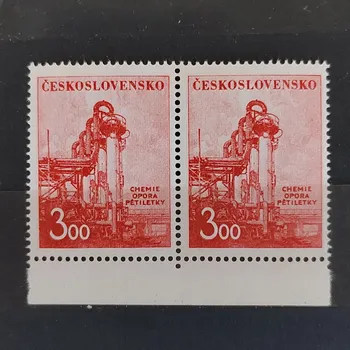 ČESKOSLOVENSKO
CHEMIE
OPORA
PĚTILETKY
3.00
ČESKOSLOVENSKO
CHEMIE
OPORA
PĚTILETKY
3.00